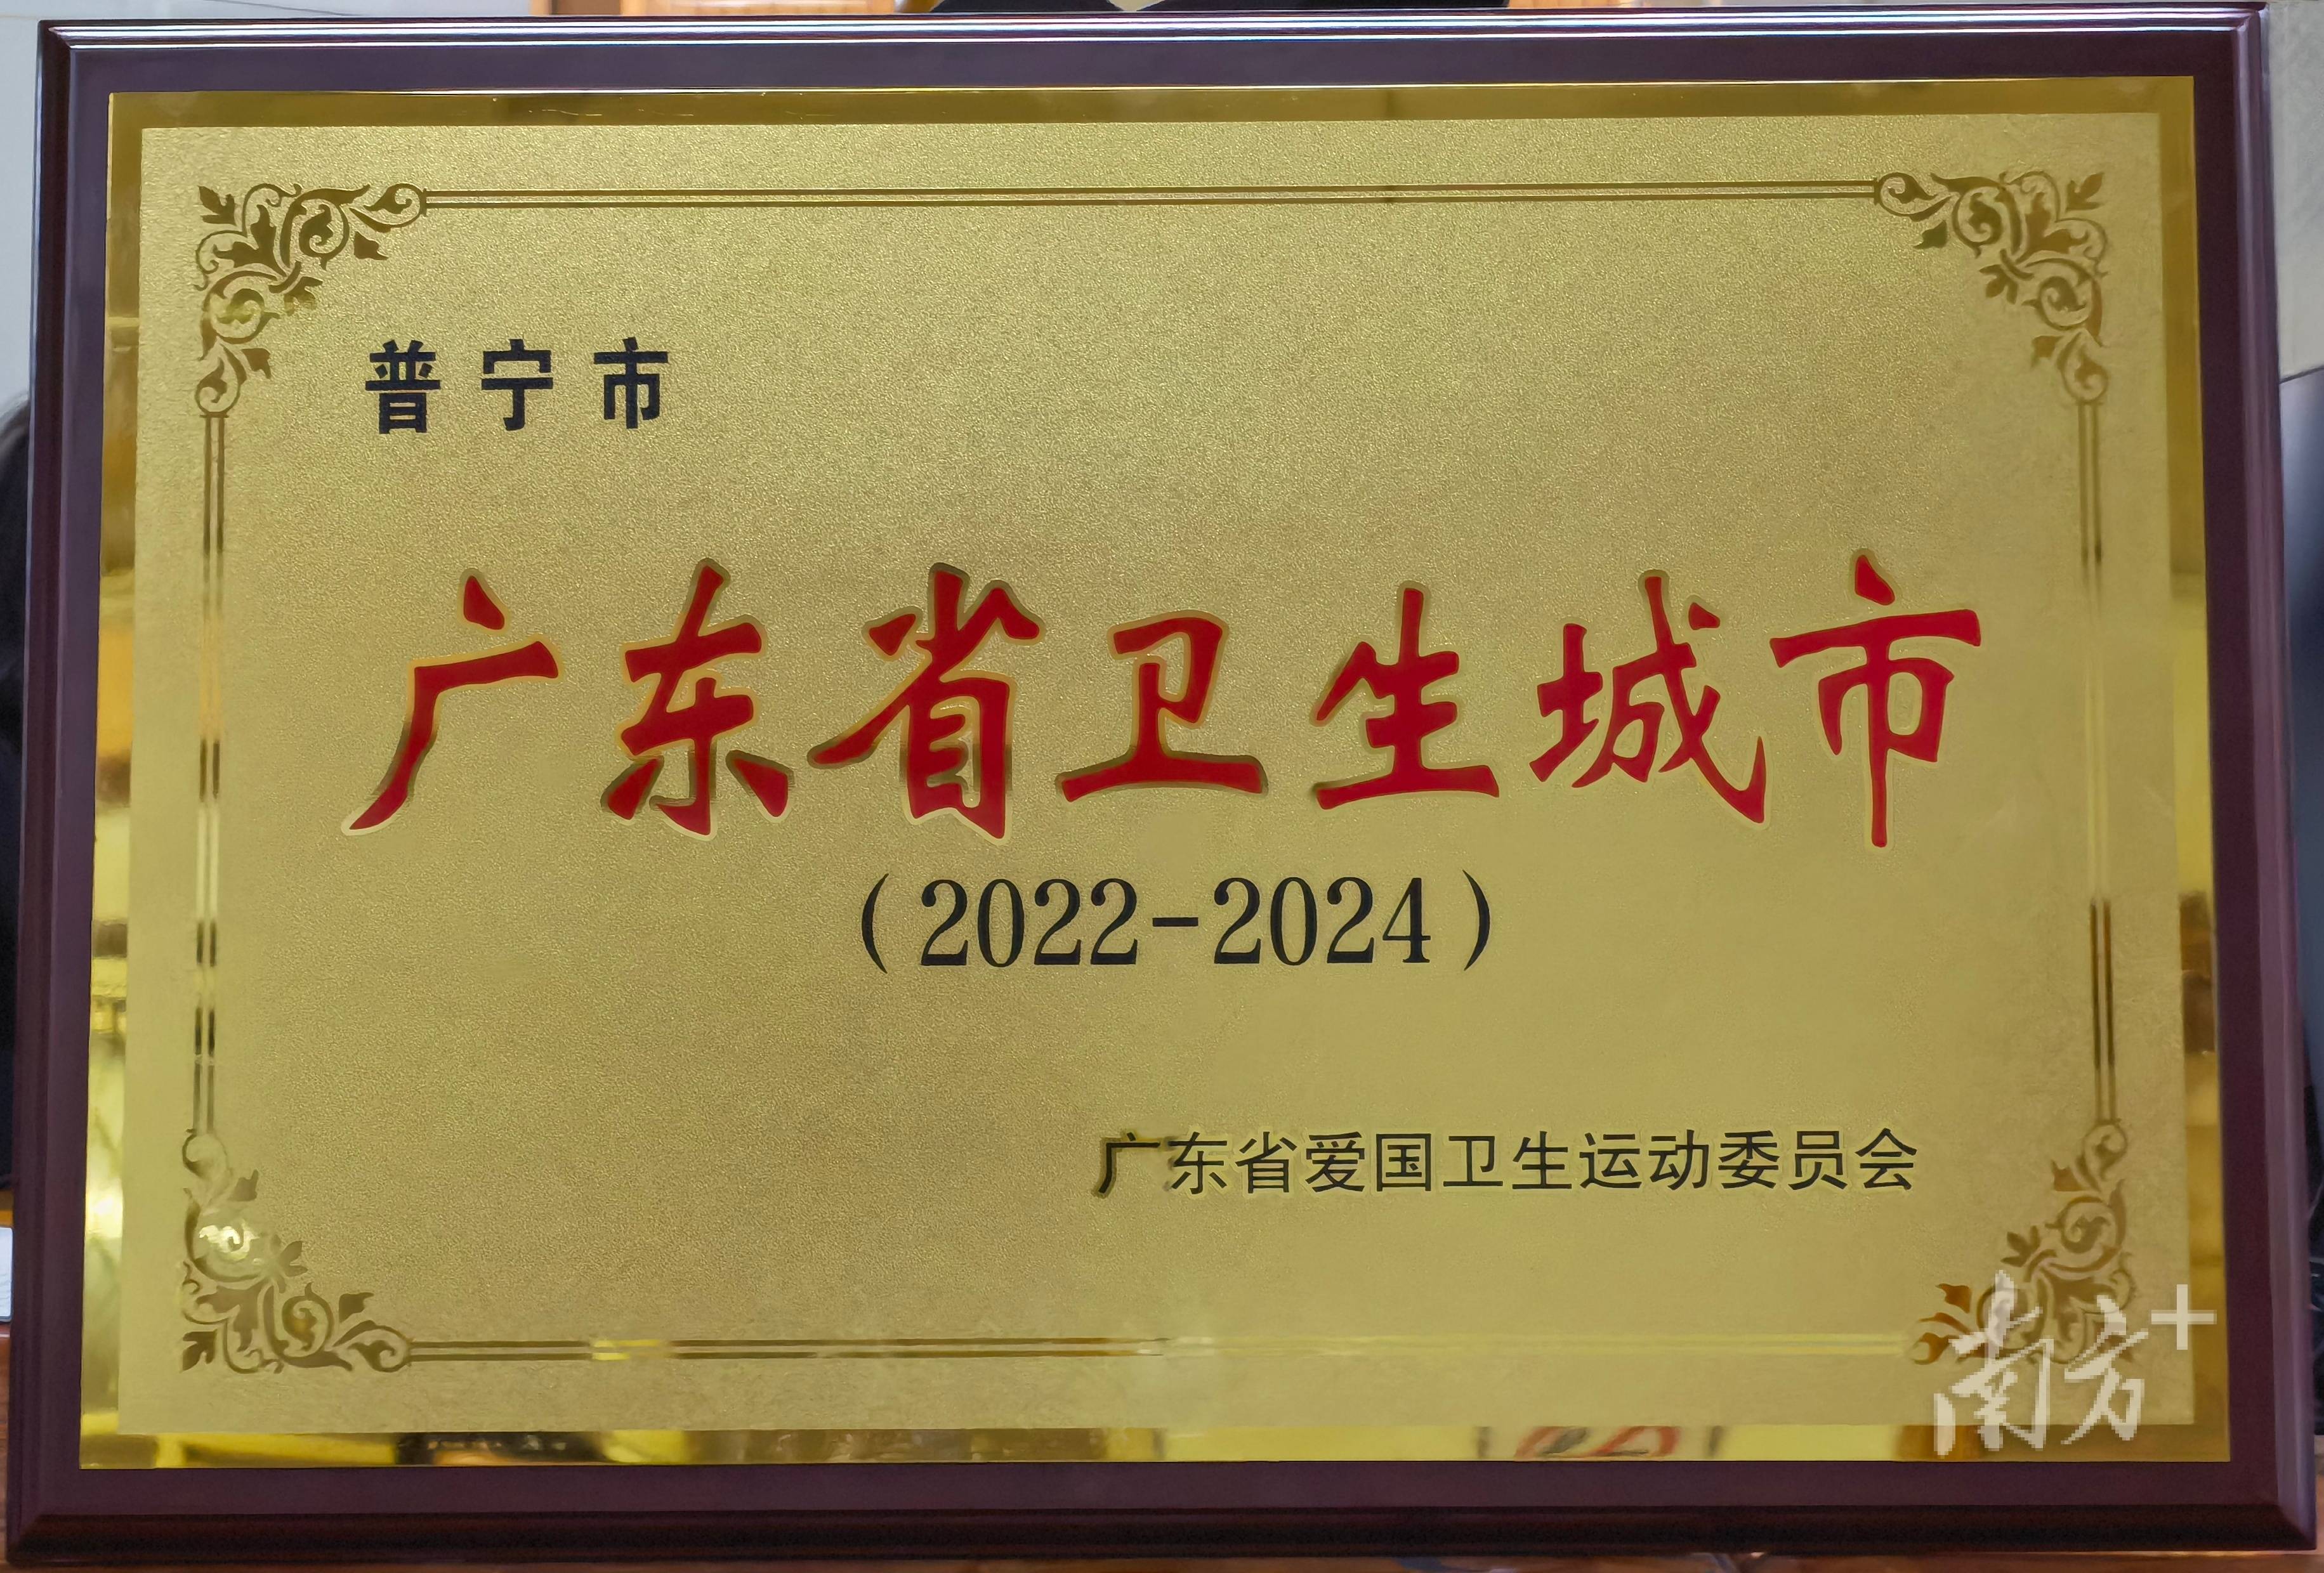 普宁市
广东省卫生城市
（2022-2024）
广东省爱国卫生运动委员会
南方+